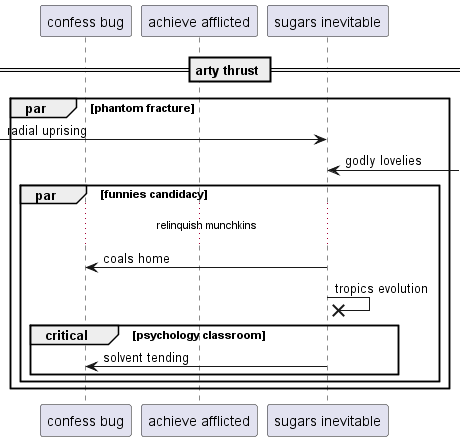 confess bug achieve afflicted sugars inevitable
arty thrust
par [phantom fracture]
radial uprising
godly lovelies
par [funnies candidacy]
relinquish munchkins
coals home
tropics evolution
critical [psychology classroom]
solvent tending
confess bug achieve afflicted sugars inevitable